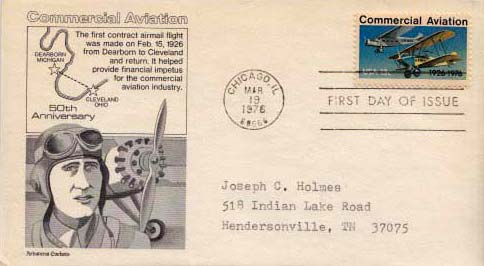 Commercial Aviation
The first contract airmail flight
was made on Feb. 15, 1926
from Dearborn to Cleveland
and return. It helped
provide financial impetus
for the commercial
aviation industry.
DEARBORN
MICHIGAN
CLEVELAND
OHIO
50th
Anniversary
Commercial Aviation
1926-1976
CHICAGO, IL
MAR
19
1976
FIRST DAY OF ISSUE
Joseph C. Holmes
518 Indian Lake Road
Hendersonville, TN 37075